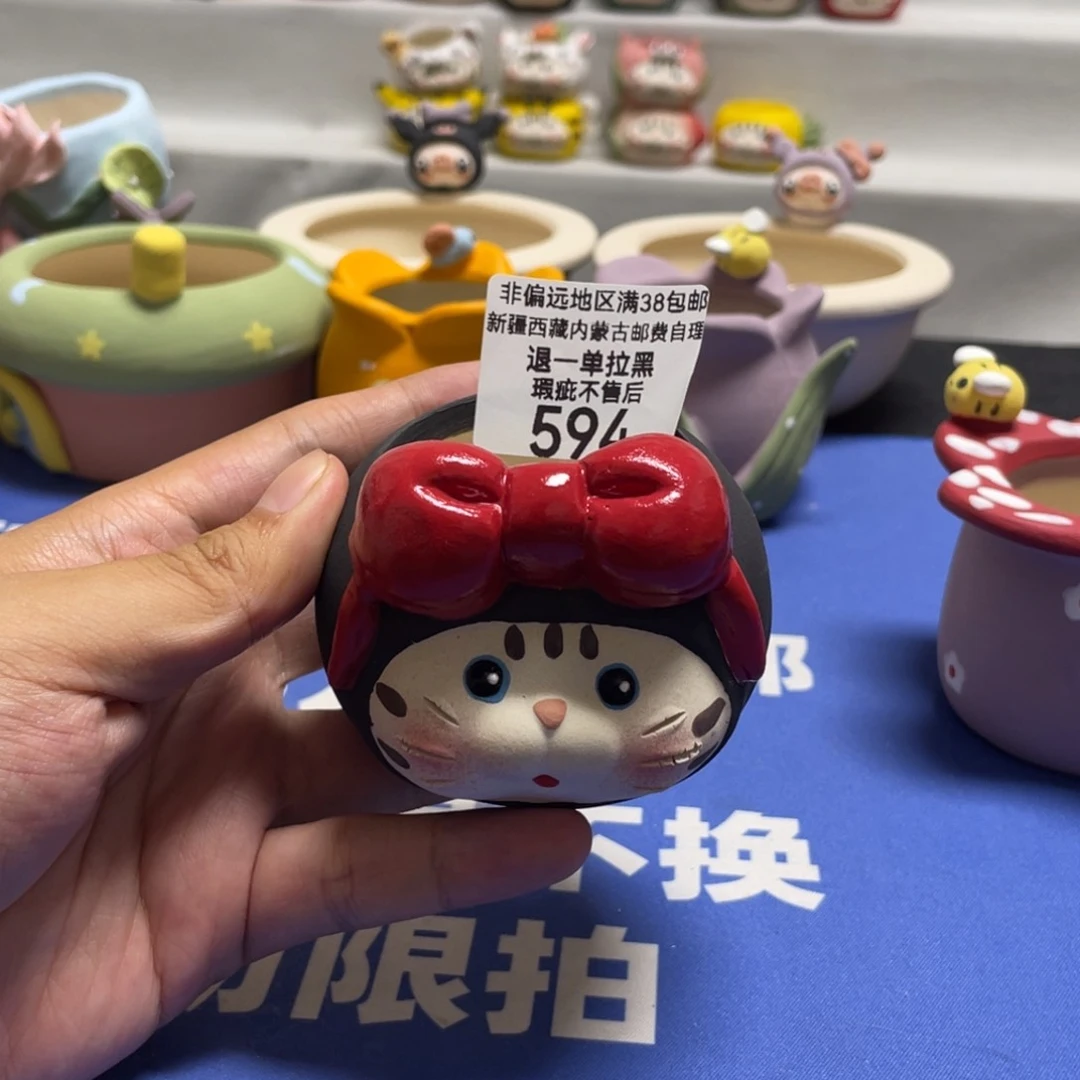 非偏远地区满38包邮
新疆西藏内蒙古邮费自理
退一单拉黑
瑕疵不售后
594
不换
限拍